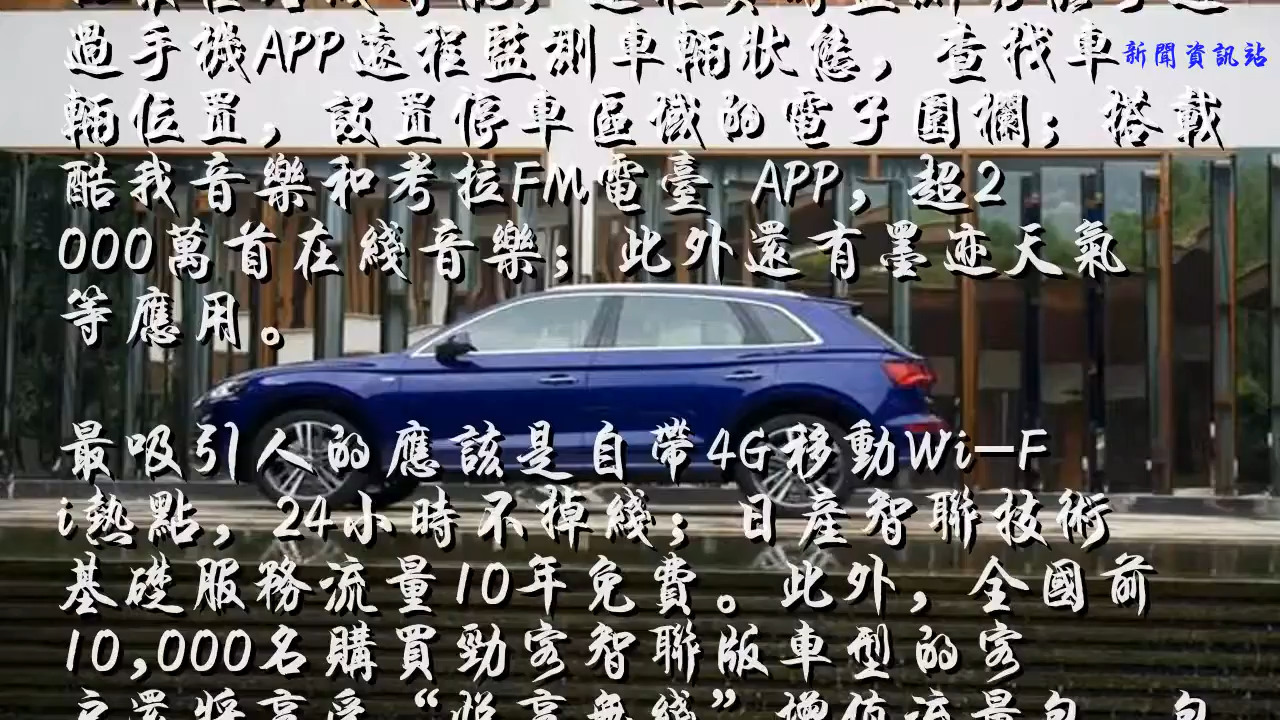 過手機APP遠程監測車輛狀態，查找車
新聞資訊站
輛位置，設置停車區域的電子圍欄；搭載
酷我音樂和考拉FM電臺 APP，超2
000萬首在綫音樂；此外還有墨迹天氣
等應用。
最吸引人的應該是自帶4G移動Wi-F
i熱點，24小時不掉綫；日産智聯技術
基礎服務流量10年免費。此外，全國前
10,000名購買勁客智聯版車型的客